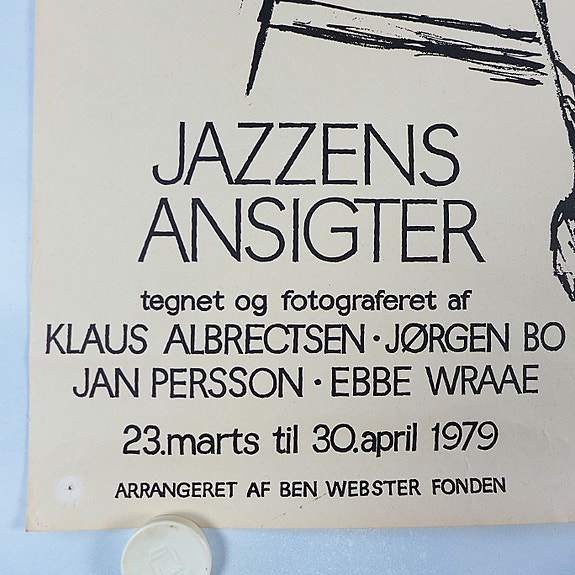 JAZZENS
ANSIGTER
tegnet og fotograferet af
KLAUS ALBRECTSEN · JØRGEN BO
JAN PERSSON · EBBE WRAAE
23.marts til 30.april 1979
ARRANGERET AF BEN WEBSTER FONDEN